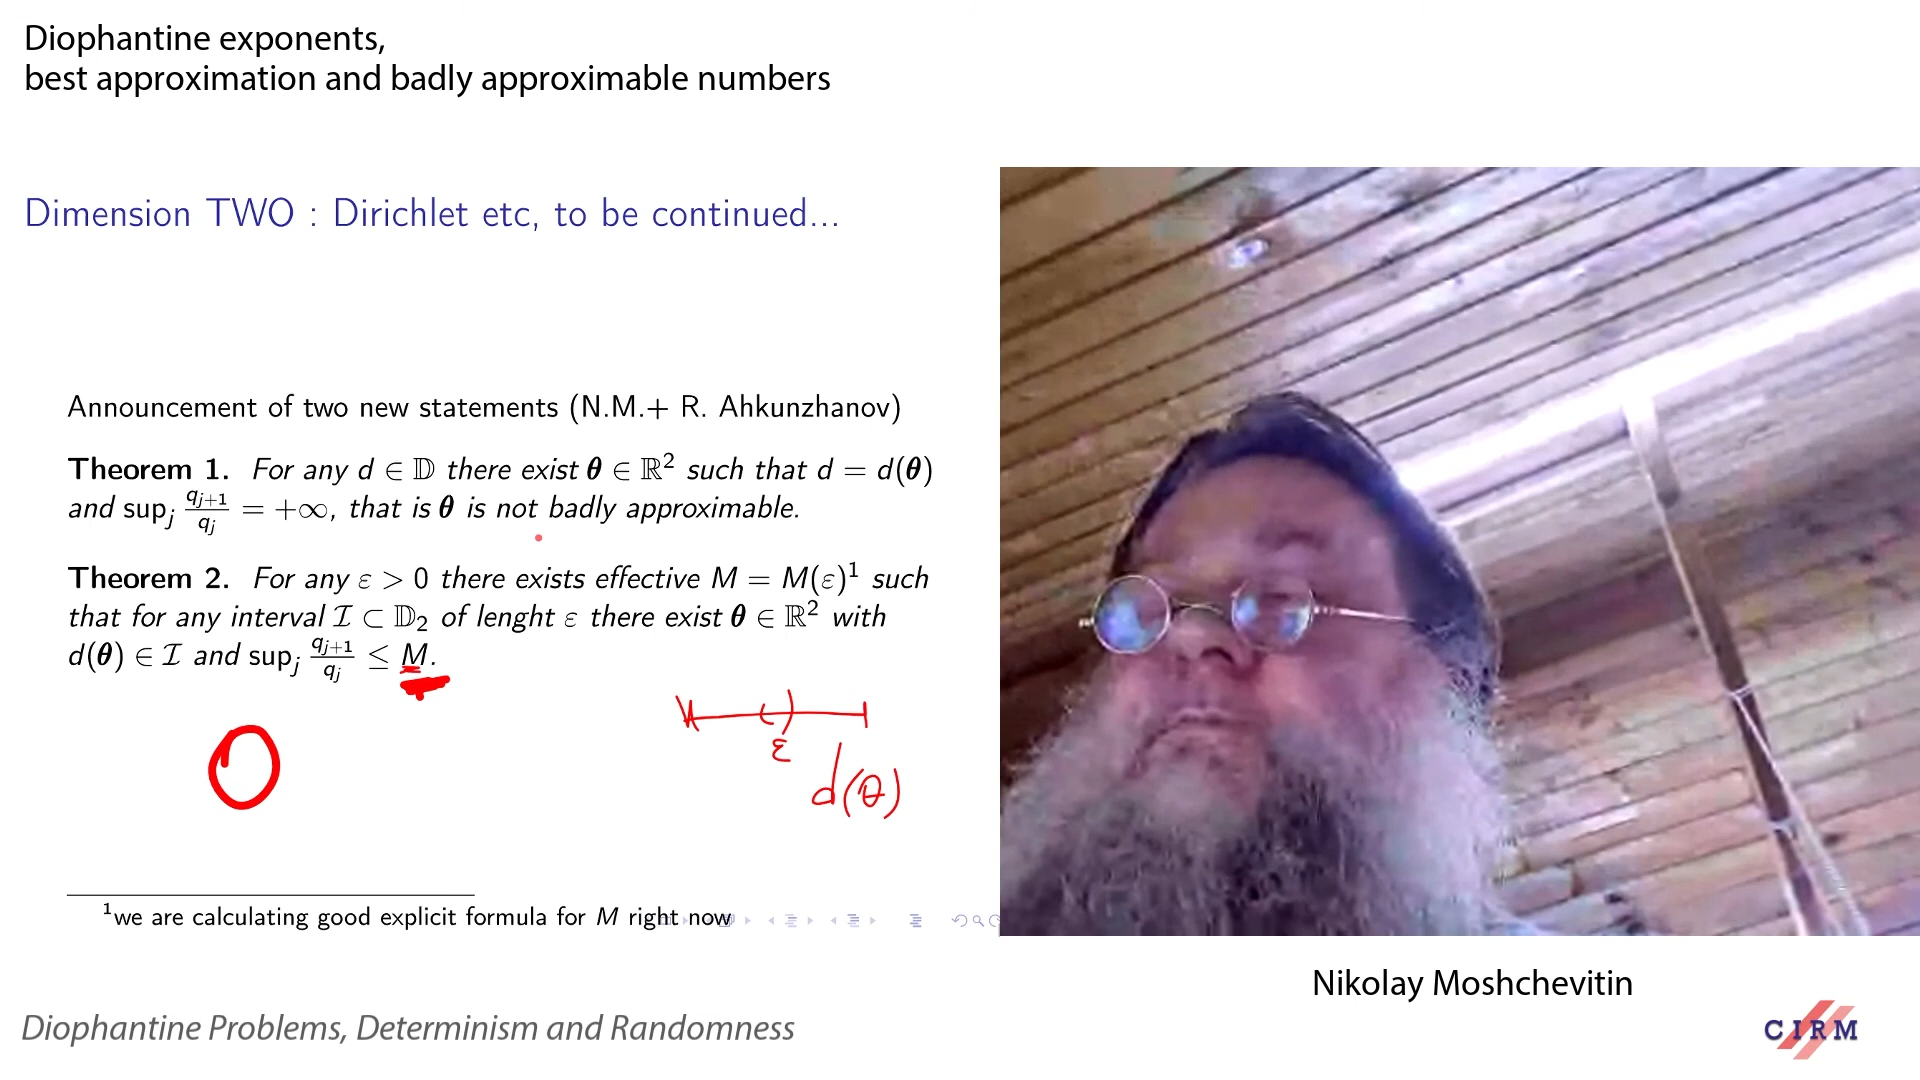 Diophantine exponents,
best approximation and badly approximable numbers
Dimension TWO : Dirichlet etc, to be continued...
Announcement of two new statements (N.M.+ R. Ahkunzhanov)
Theorem 1. For any d ∈ 𝔻 there exist θ ∈ ℝ² such that d = d(θ)
and sup_j q_{j+1}/q_j = +∞, that is θ is not badly approximable.
Theorem 2. For any ε > 0 there exists effective M = M(ε)¹ such
that for any interval ℐ ⊂ 𝔻₂ of lenght ε there exist θ ∈ ℝ² with
d(θ) ∈ ℐ and sup_j q_{j+1}/q_j ≤ M.
ε
d(θ)
¹we are calculating good explicit formula for M right now
Nikolay Moshchevitin
Diophantine Problems, Determinism and Randomness
CIRM